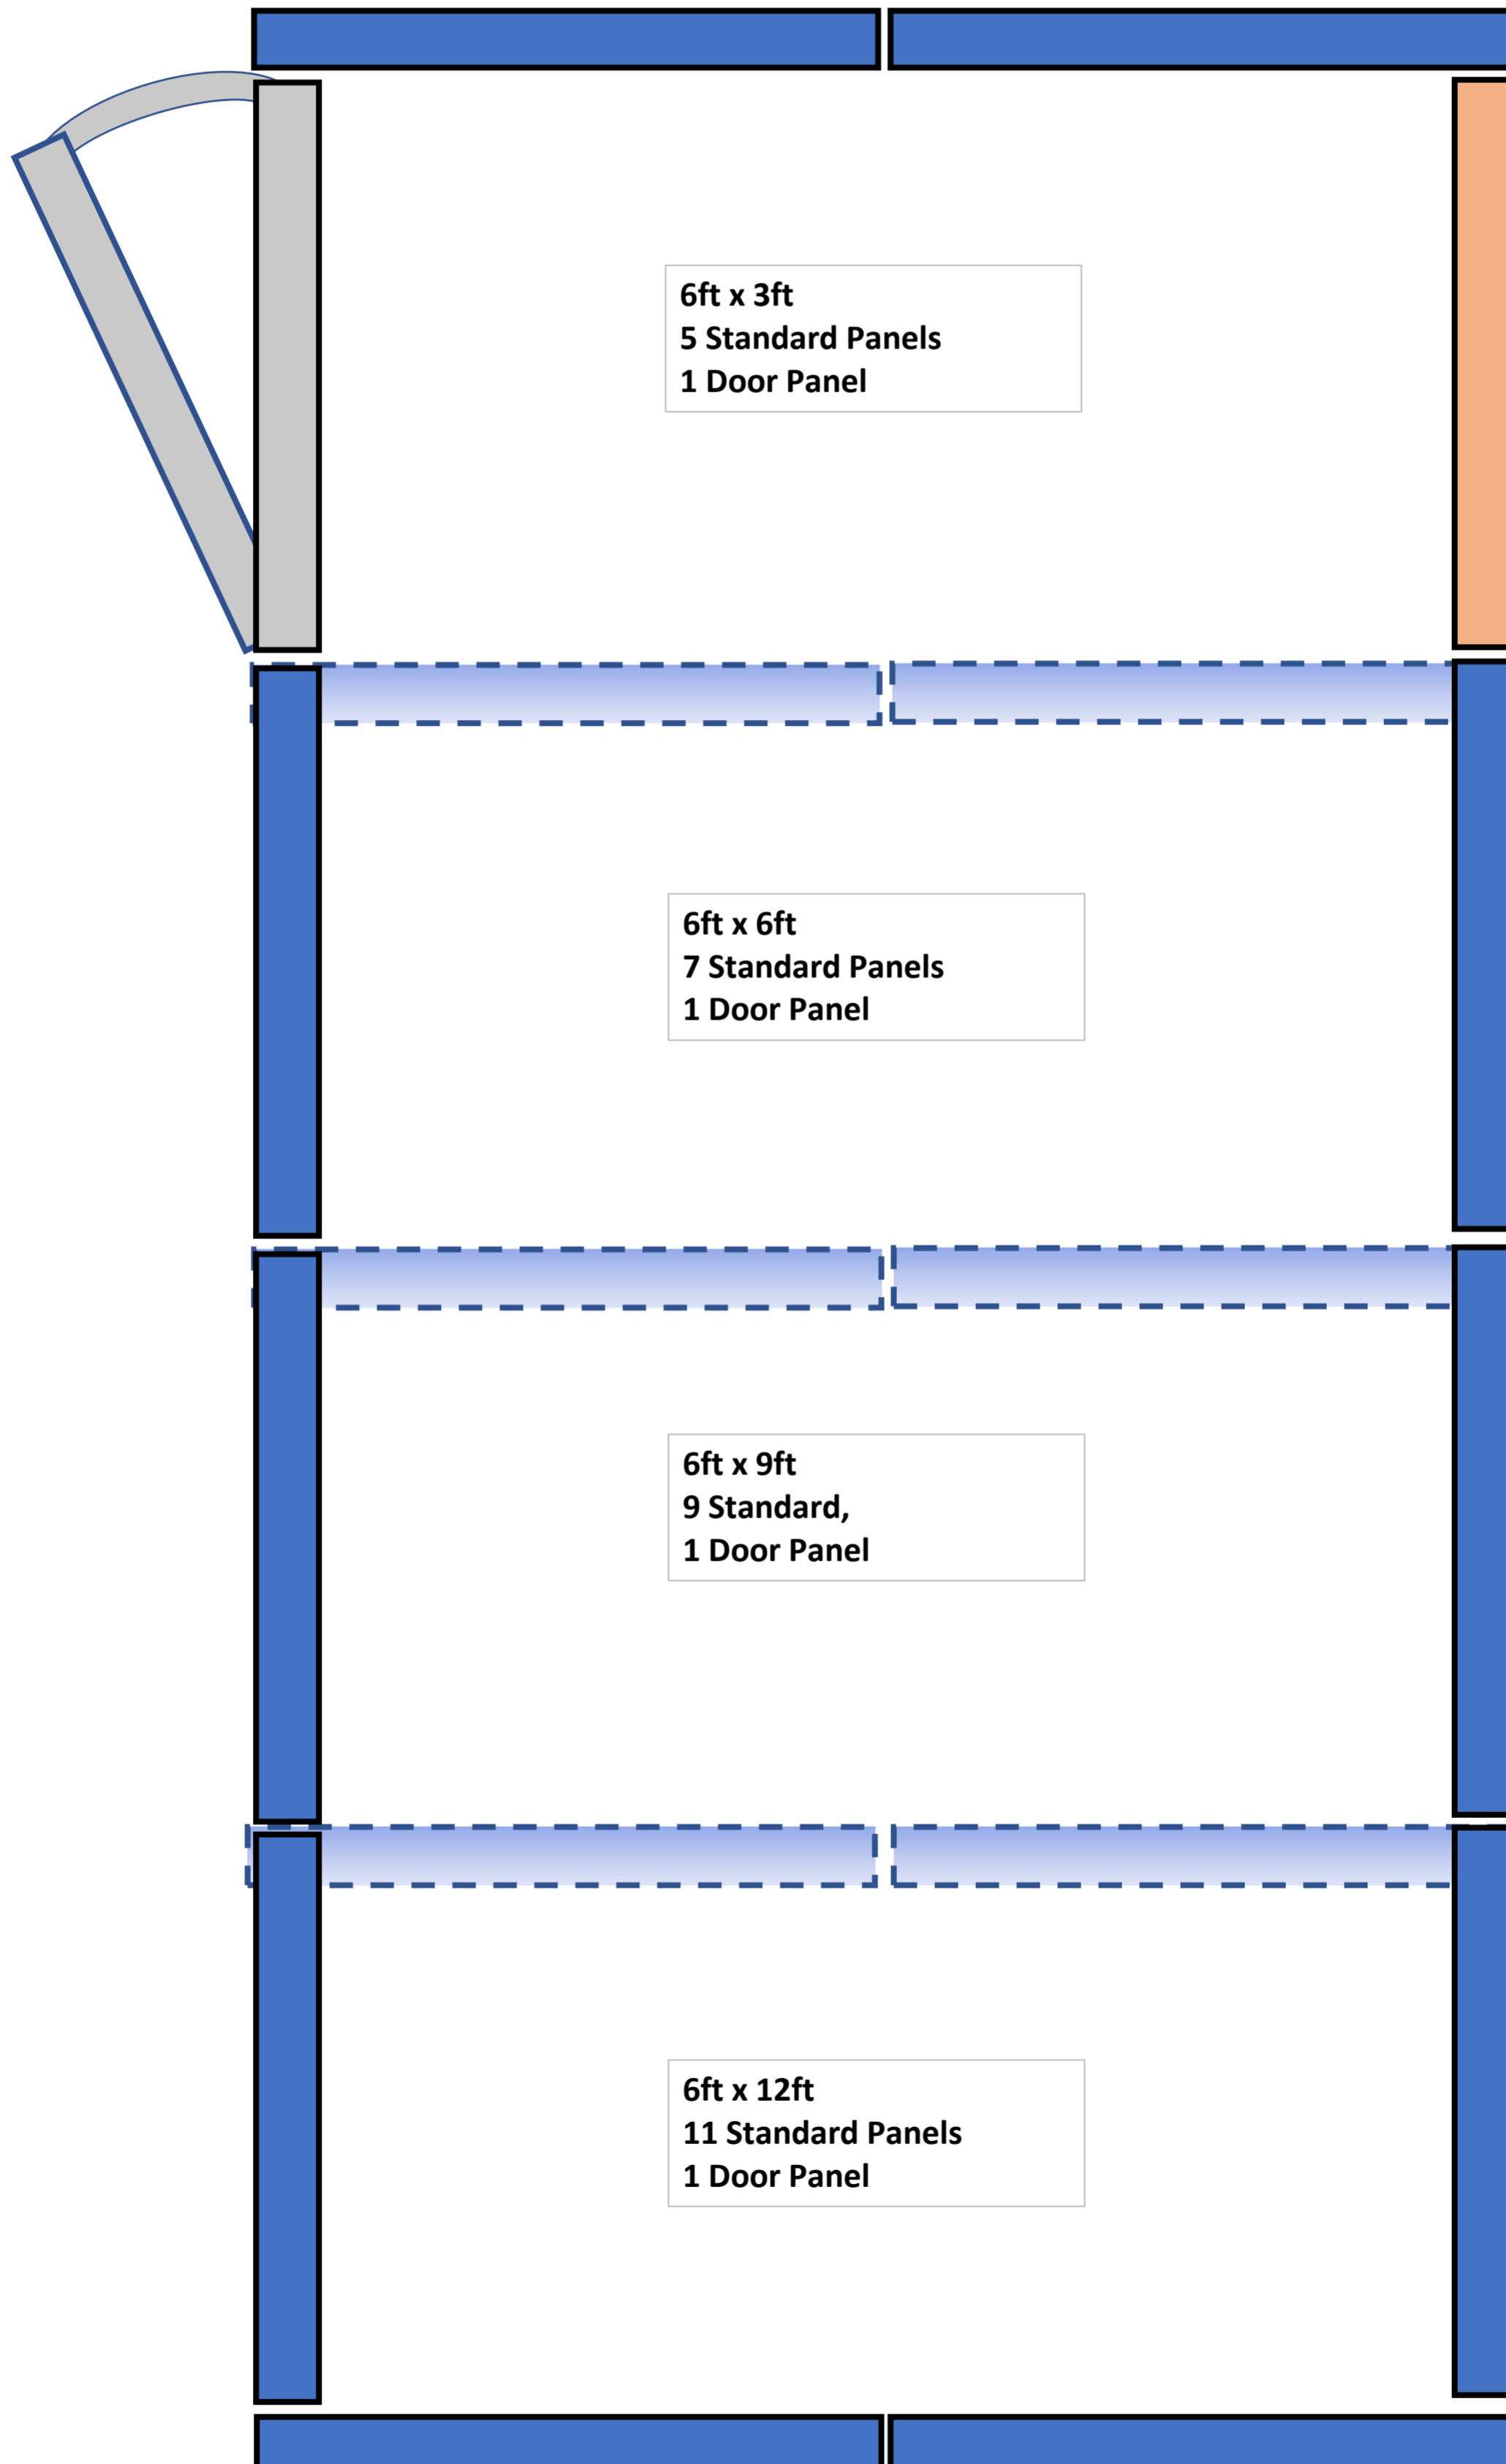 6ft x 3ft
5 Standard Panels
1 Door Panel
6ft x 6ft
7 Standard Panels
1 Door Panel
6ft x 9ft
9 Standard,
1 Door Panel
6ft x 12ft
11 Standard Panels
1 Door Panel